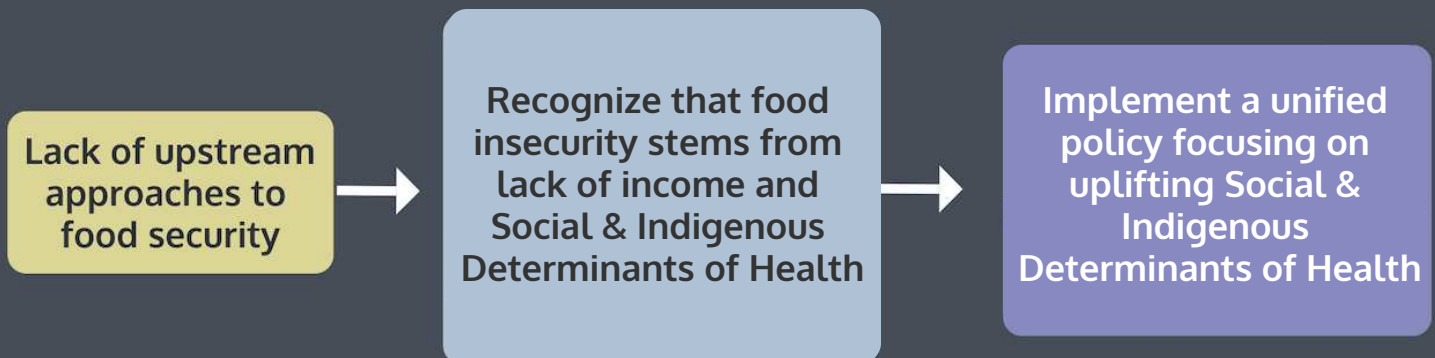 Lack of upstream
approaches to
food security
Recognize that food
insecurity stems from
lack of income and
Social & Indigenous
Determinants of Health
Implement a unified
policy focusing on
uplifting Social &
Indigenous
Determinants of Health